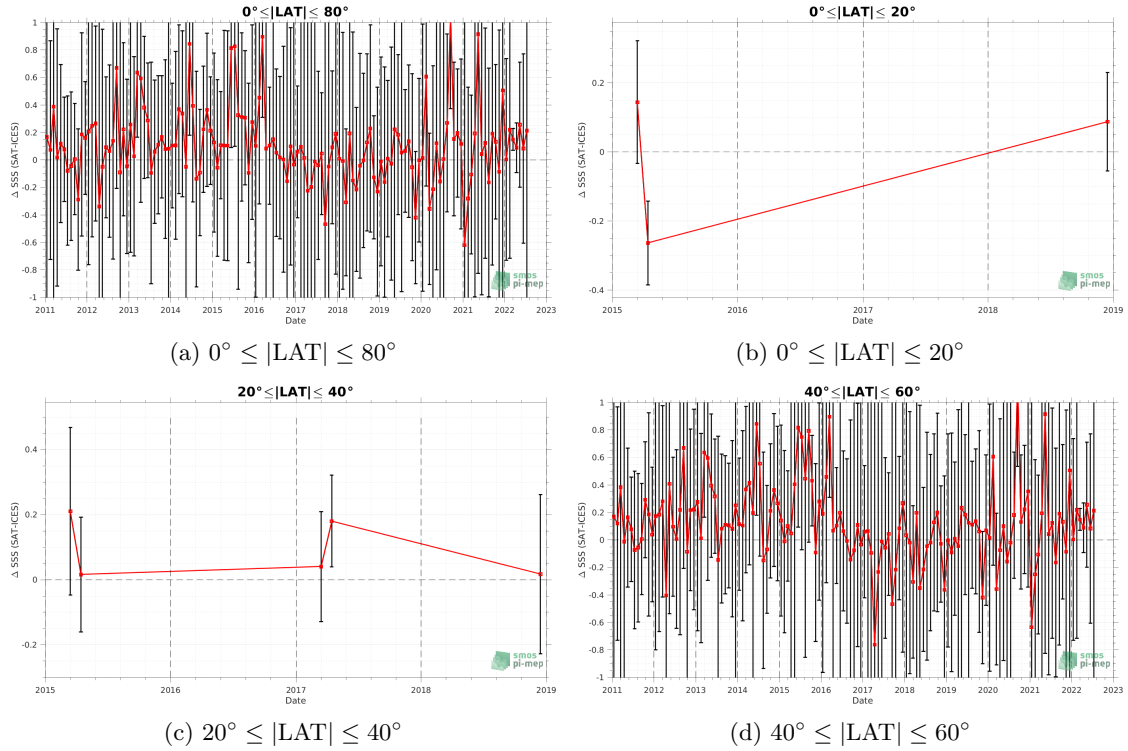 0°≤|LAT|≤ 80°
1
0.8
0.6
0.4
0.2
0
-0.2
-0.4
-0.6
-0.8
-1
Δ SSS (SAT-ICES)
2011 2012 2013 2014 2015 2016 2017 2018 2019 2020 2021 2022 2023
Date
smos
pi-mep
(a) 0° ≤ |LAT| ≤ 80°
0°≤|LAT|≤ 20°
0.2
0
-0.2
-0.4
Δ SSS (SAT-ICES)
2015 2016 2017 2018 2019
Date
smos
pi-mep
(b) 0° ≤ |LAT| ≤ 20°
20°≤|LAT|≤ 40°
0.4
0.2
0
-0.2
Δ SSS (SAT-ICES)
2015 2016 2017 2018 2019
Date
smos
pi-mep
(c) 20° ≤ |LAT| ≤ 40°
40°≤|LAT|≤ 60°
1
0.8
0.6
0.4
0.2
0
-0.2
-0.4
-0.6
-0.8
-1
Δ SSS (SAT-ICES)
2011 2012 2013 2014 2015 2016 2017 2018 2019 2020 2021 2022 2023
Date
smos
pi-mep
(d) 40° ≤ |LAT| ≤ 60°